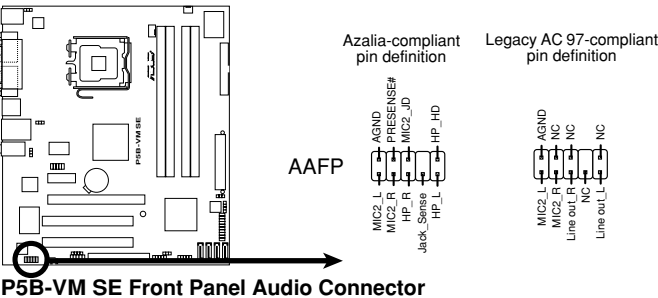 Azalia-compliant
pin definition
Legacy AC 97-compliant
pin definition
AGND
PRESENSE#
MIC2_JD
HP_HD
AGND
NC
NC
NC
AAFP
MIC2_L
MIC2_R
HP_R
Jack_Sense
HP_L
MIC2_L
MIC2_R
Line out_R
NC
Line out_L
P5B-VM SE
P5B-VM SE Front Panel Audio Connector